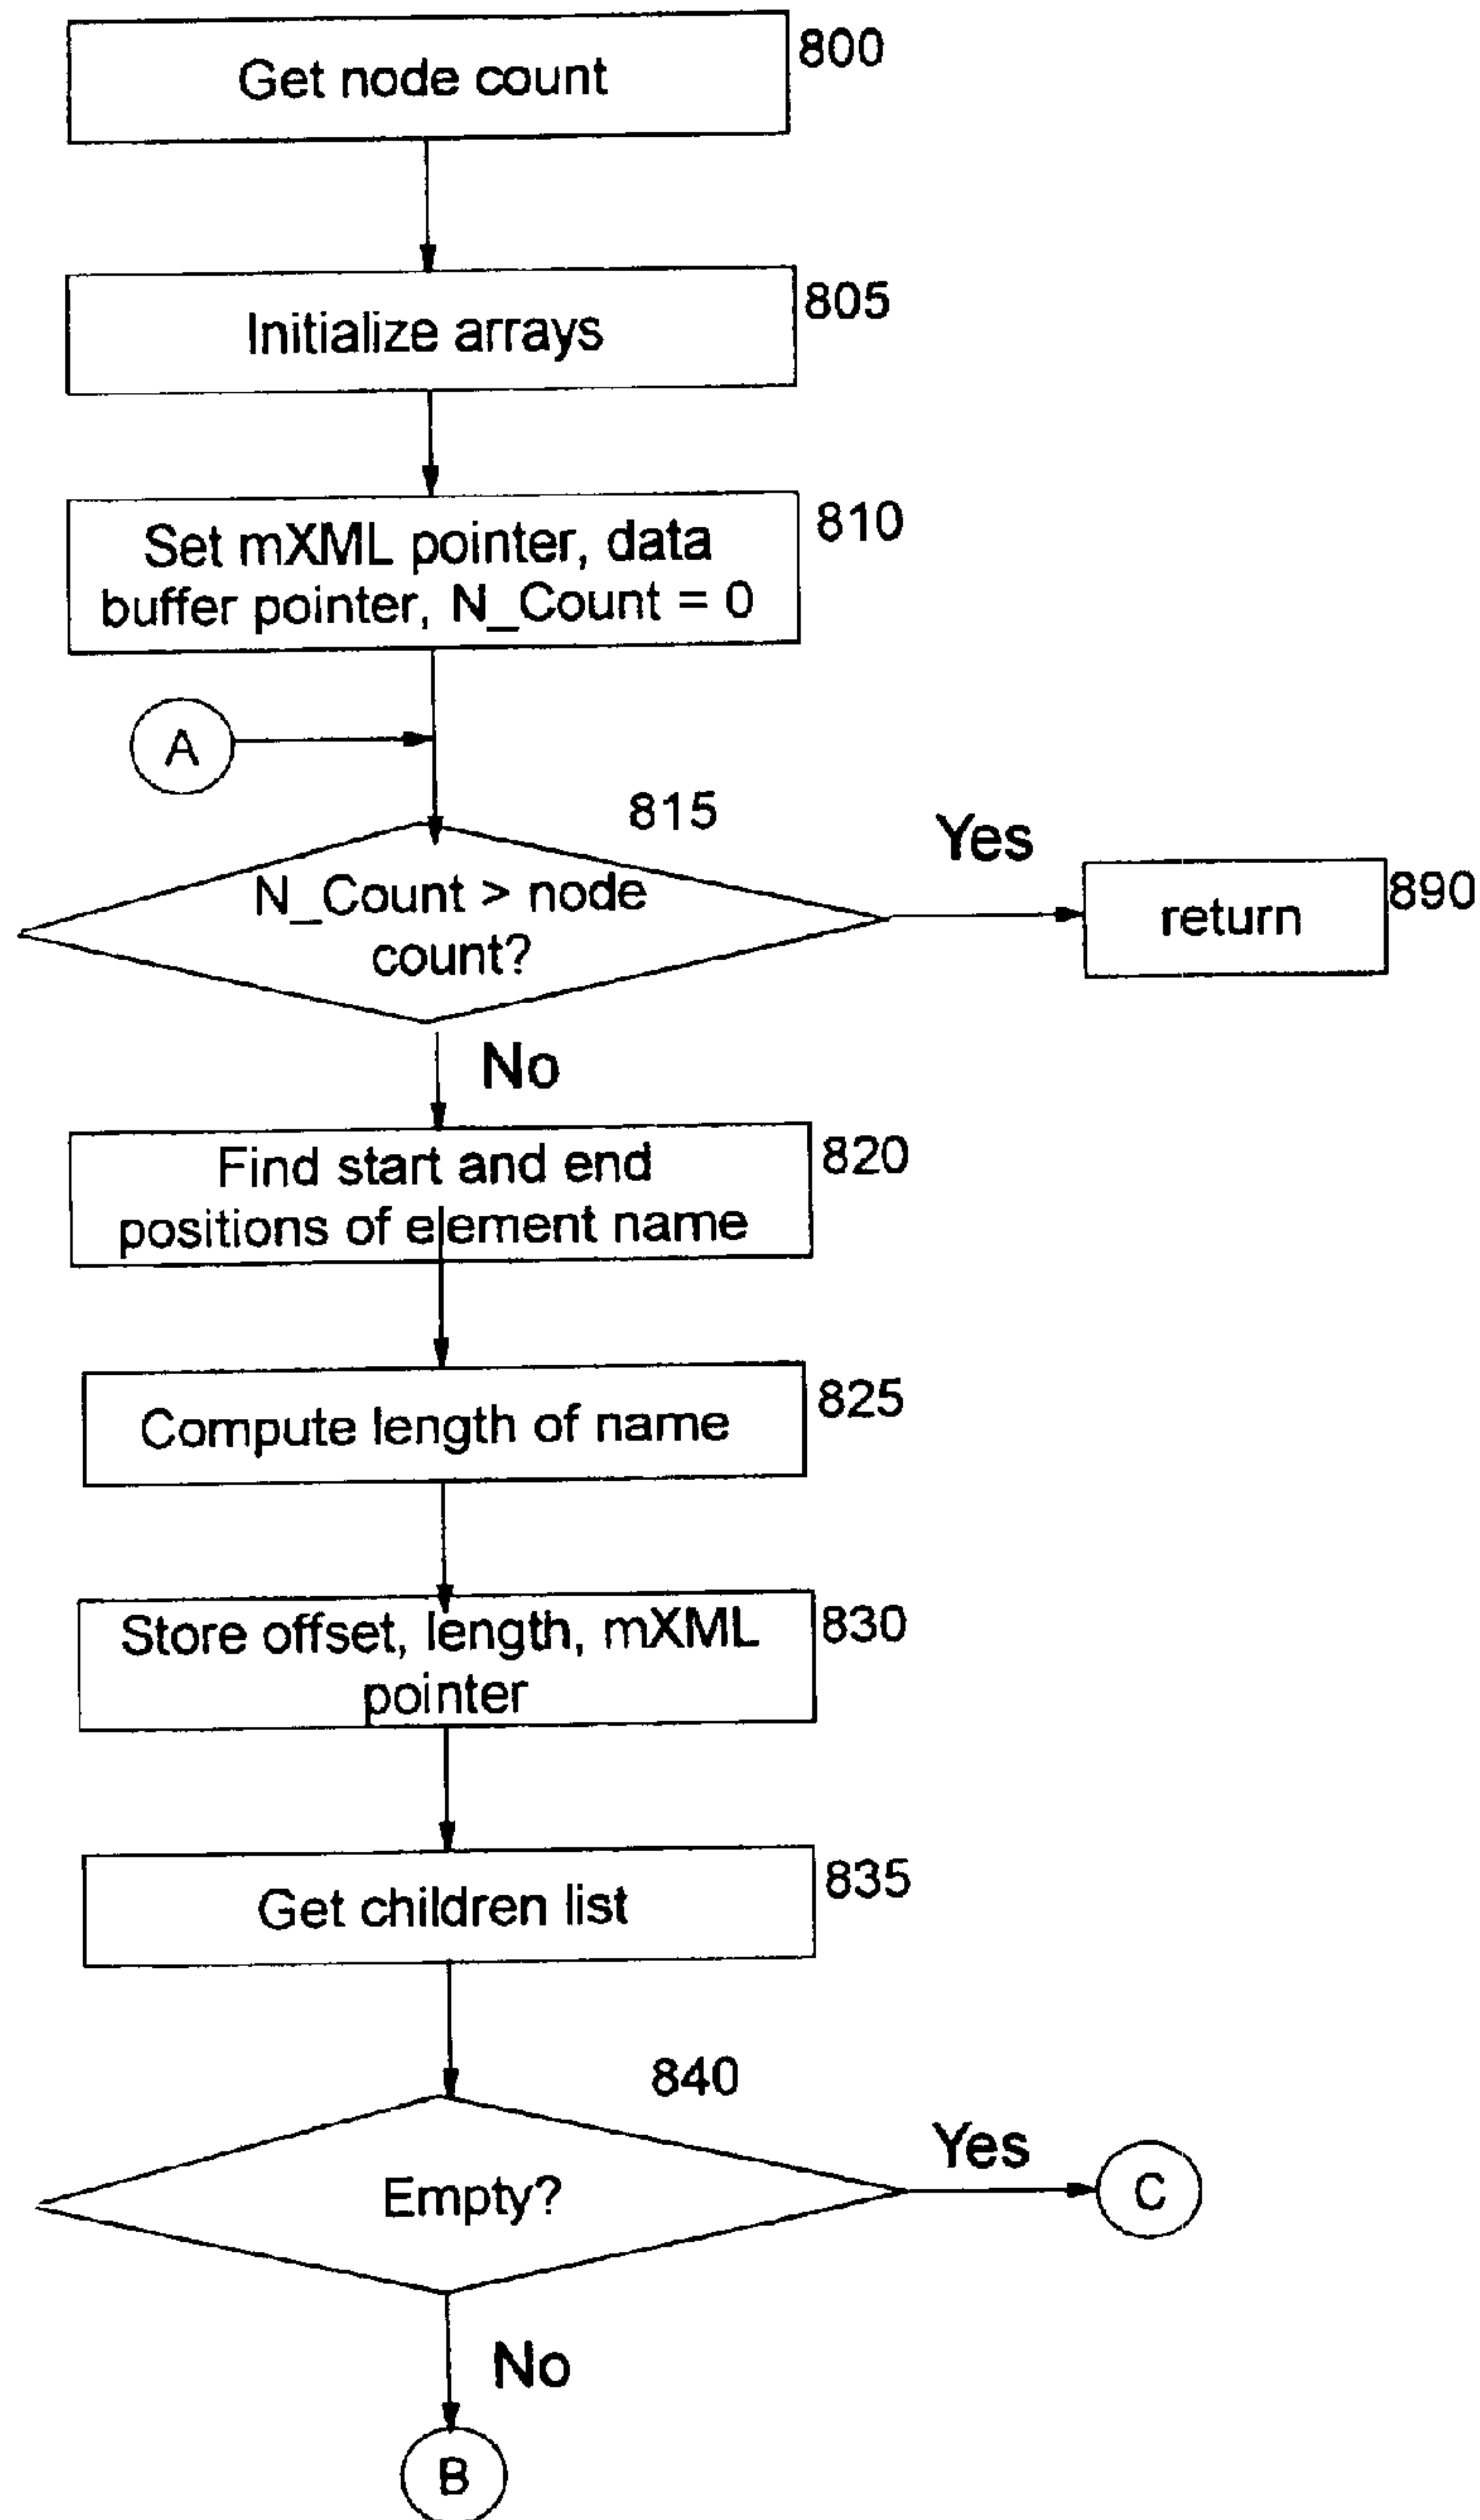 Get node count
800
Initialize arrays
805
Set mXML pointer, data
buffer pointer, N_Count = 0
810
A
815
N_Count > node
count?
Yes
return
890
No
Find start and end
positions of element name
820
Compute length of name
825
Store offset, length, mXML
pointer
830
Get children list
835
840
Empty?
Yes
C
No
B